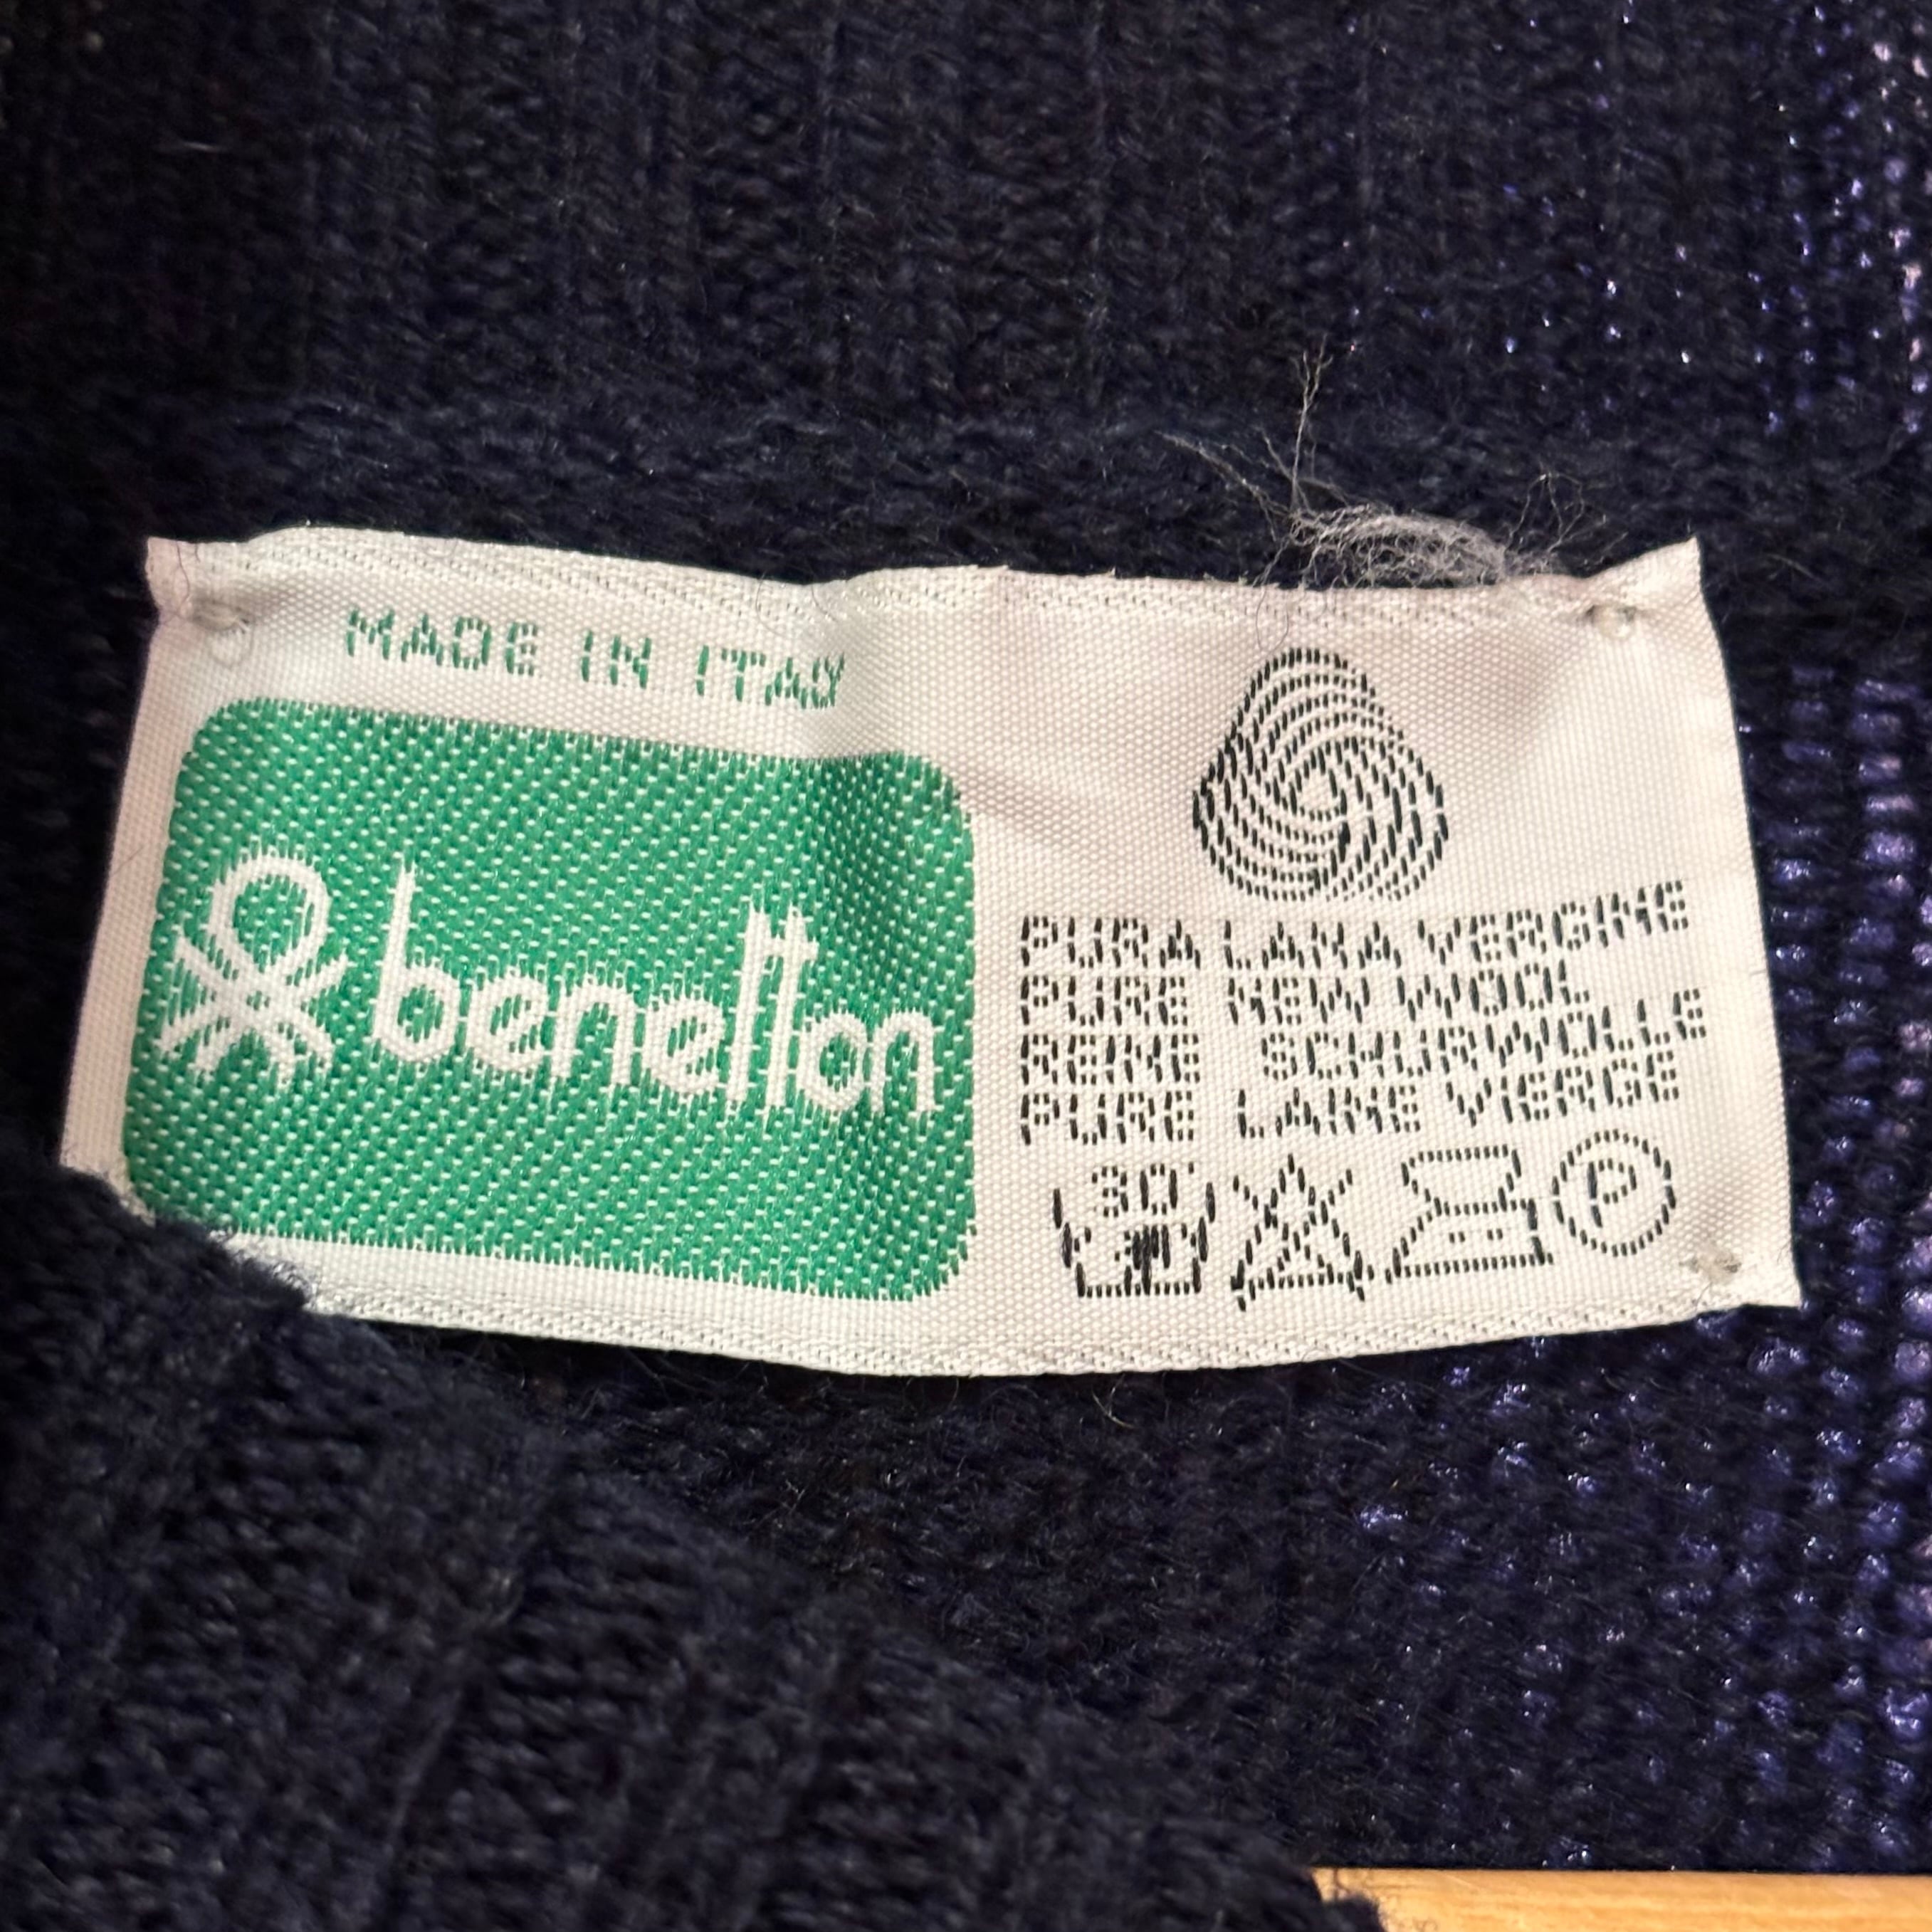 MADE IN ITALY
benetton
PURA LANA VERGINE
PURE NEW WOOL
REINE SCHURWOLLE
PURE LAINE VIERGE
30°
P